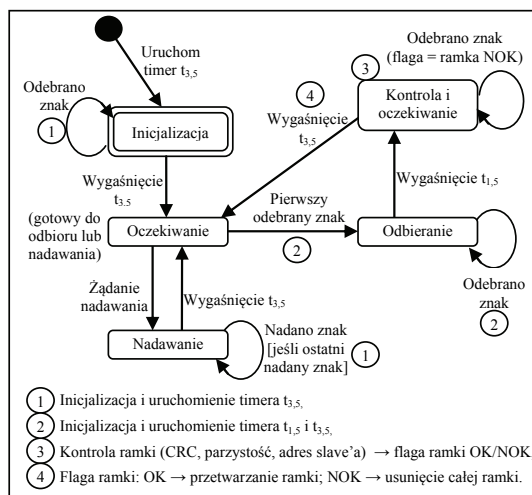 Uruchom
timer t3,5
Odebrano
znak
1
Inicjalizacja
Wygaśnięcie
t3.5
(gotowy do
odbioru lub
nadawania)
Oczekiwanie
Żądanie
nadawania
Wygaśnięcie t3,5
Nadawanie
Nadano znak
[jeśli ostatni
nadany znak]
1
Pierwszy
odebrany znak
2
Odbieranie
Odebrano
znak
2
Wygaśnięcie t1,5
3
Kontrola i
oczekiwanie
Odebrano znak
(flaga = ramka NOK)
4
Wygaśnięcie
t3,5
1 Inicjalizacja i uruchomienie timera t3,5,
2 Inicjalizacja i uruchomienie timera t1,5 i t3,5,
3 Kontrola ramki (CRC, parzystość, adres slave’a) → flaga ramki OK/NOK
4 Flaga ramki: OK → przetwarzanie ramki; NOK → usunięcie całej ramki.